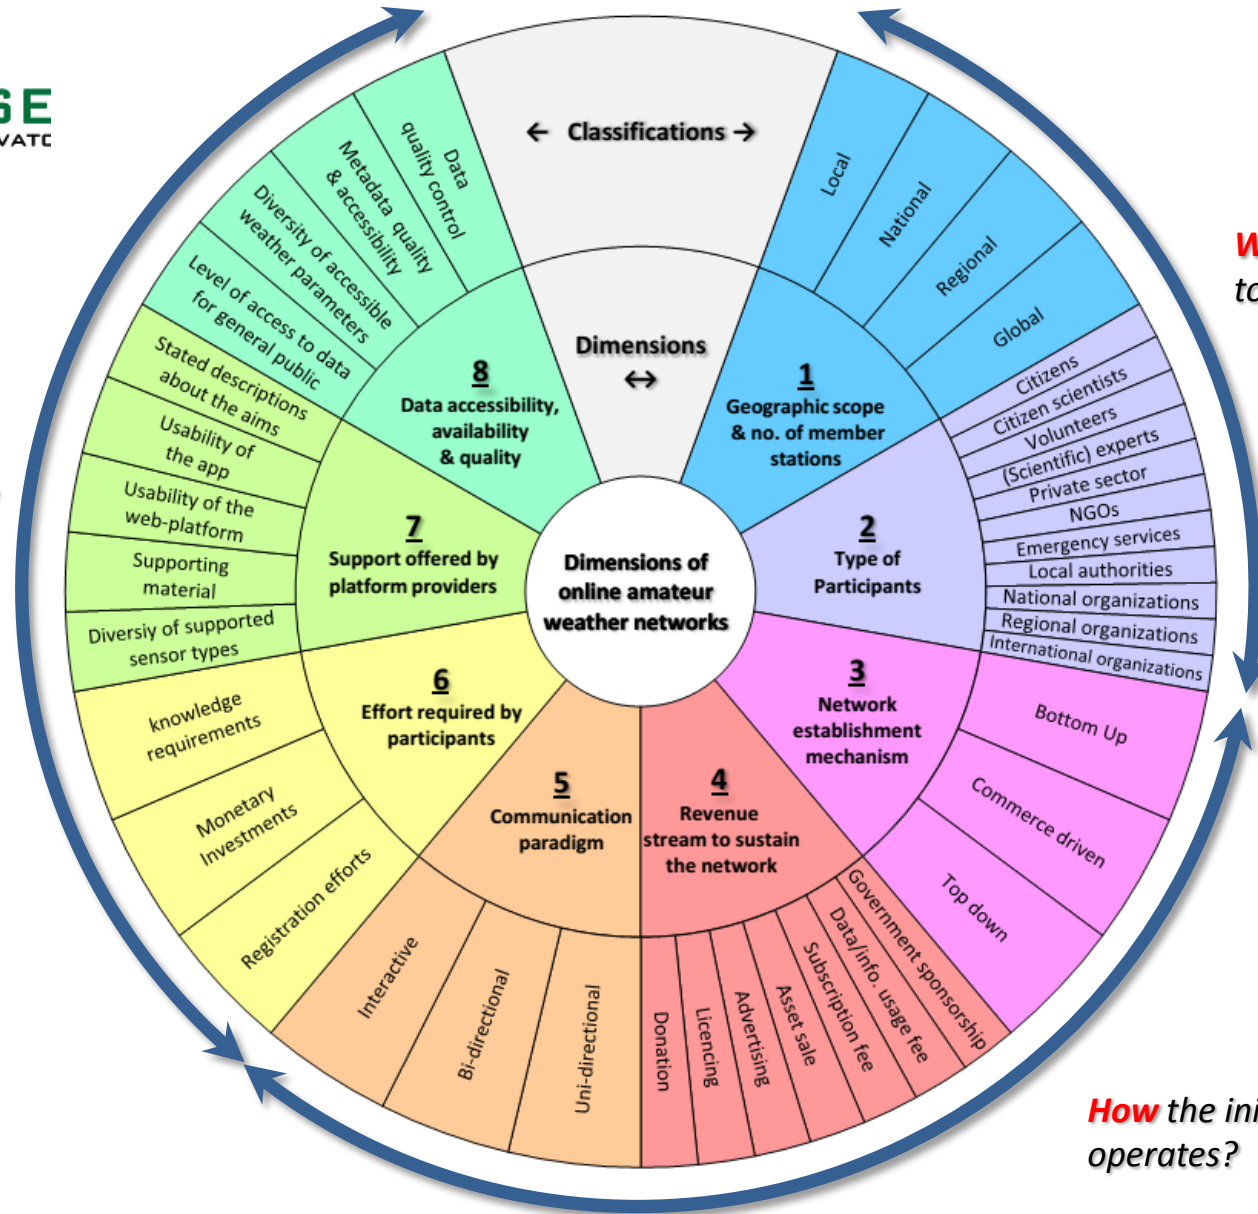 ← Classifications →
Dimensions
↔
Dimensions of
online amateur
weather networks
1
Geographic scope
& no. of member
stations
Local
National
Regional
Global
2
Type of
Participants
Citizens
Citizen scientists
Volunteers
(Scientific) experts
Private sector
NGOs
Emergency services
Local authorities
National organizations
Regional organizations
International organizations
3
Network
establishment
mechanism
Bottom Up
Commerce driven
Top down
4
Revenue
stream to sustain
the network
Government sponsorship
Data/info. usage fee
Subscription fee
Asset sale
Advertising
Licencing
Donation
5
Communication
paradigm
Uni-directional
Bi-directional
Interactive
6
Effort required by
participants
Registration efforts
Monetary
Investments
knowledge
requirements
7
Support offered by
platform providers
Diversiy of supported
sensor types
Supporting
material
Usability of the
web-platform
Usability of
the app
Stated descriptions
about the aims
8
Data accessibility,
availability
& quality
Level of access to data
for general public
Diversity of accessible
weather parameters
Metadata quality
& accessibility
Data
quality control
How the ini
operates?